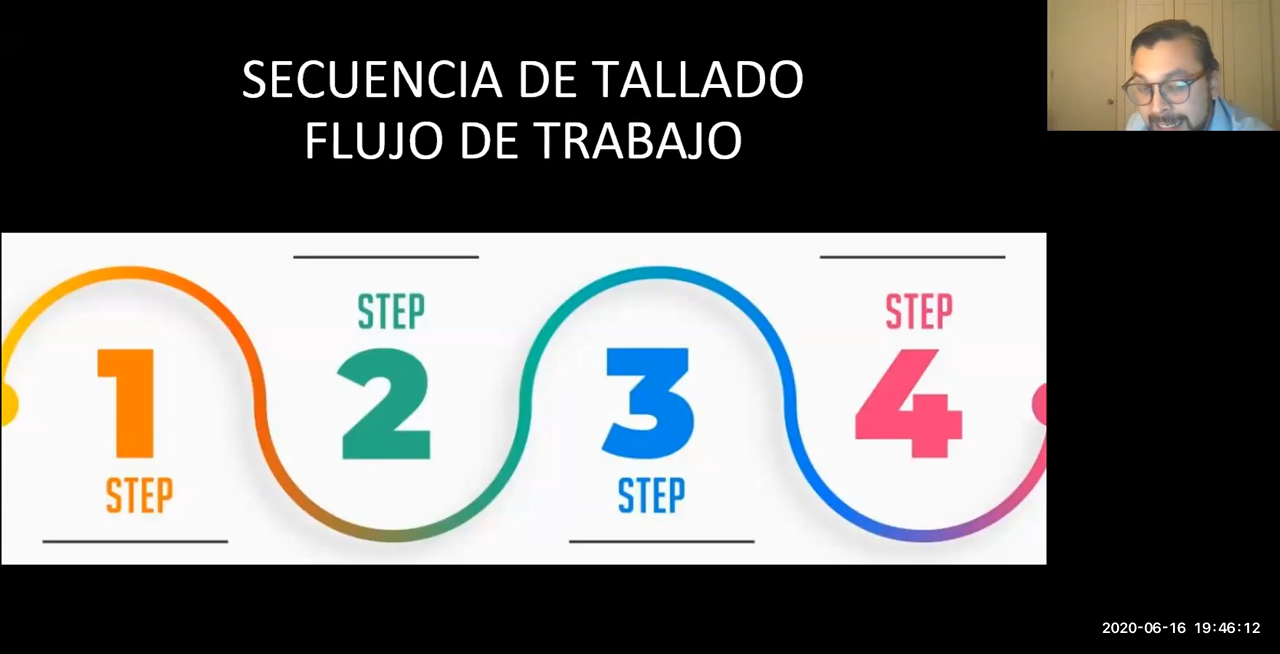 SECUENCIA DE TALLADO
FLUJO DE TRABAJO
1
STEP
STEP
2
3
STEP
STEP
4
2020-06-16 19:46:12